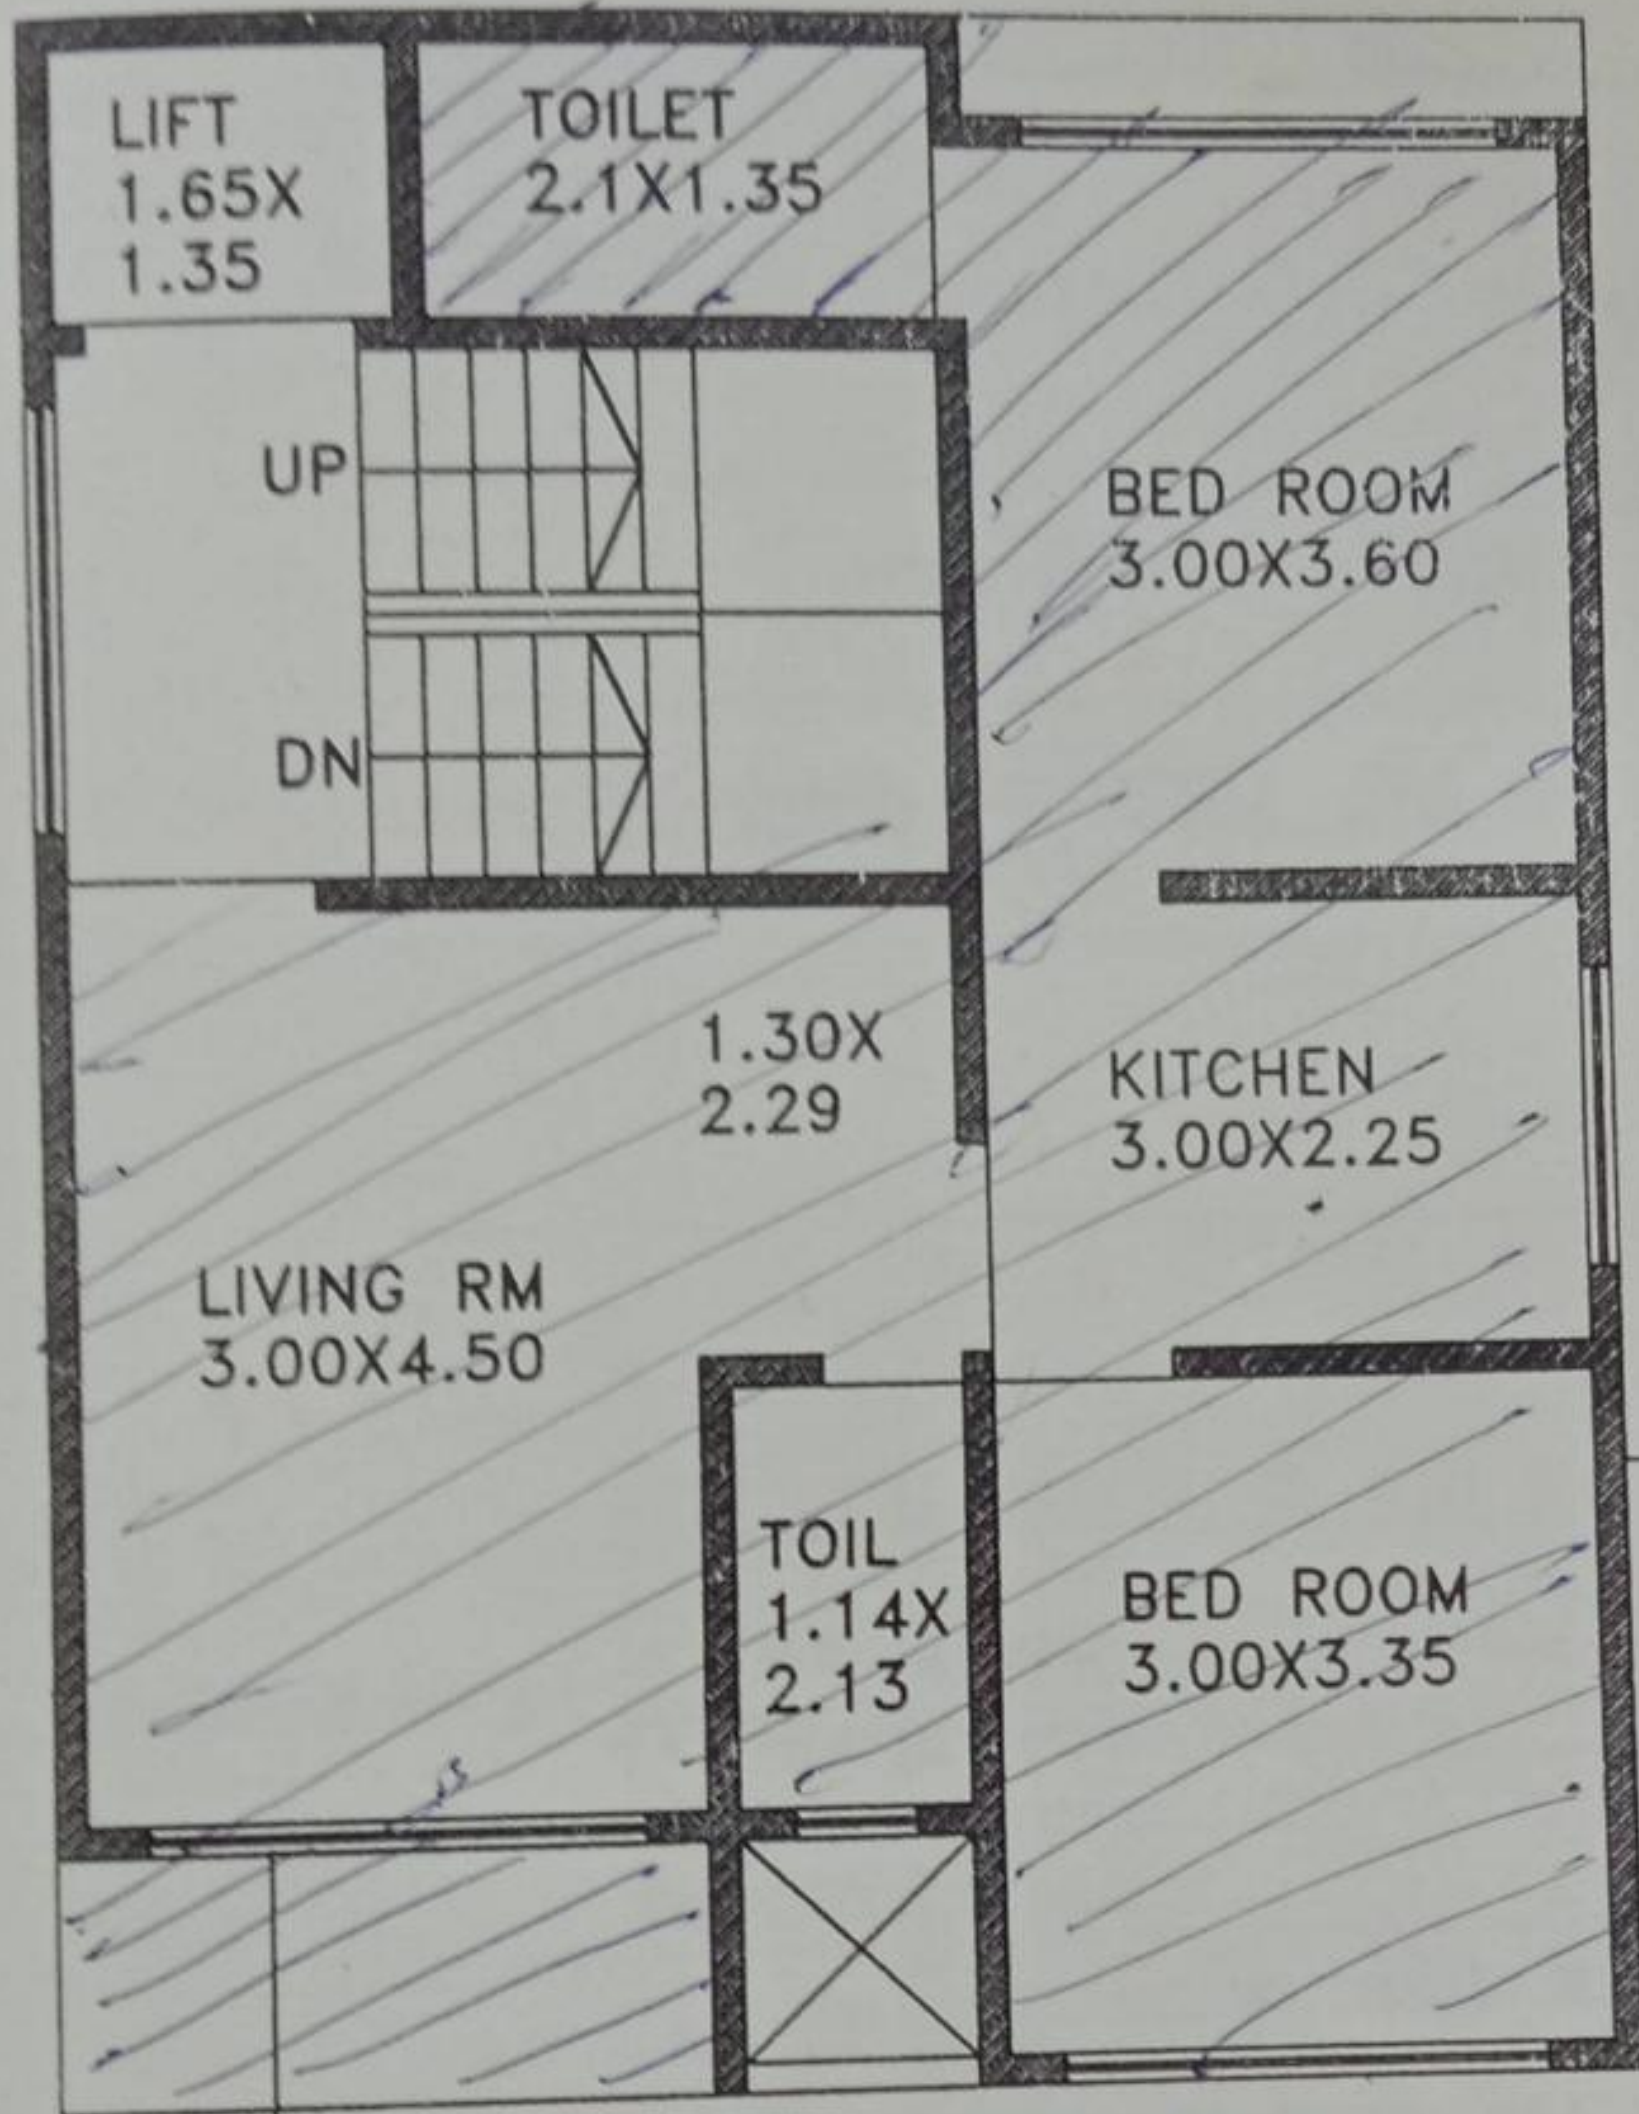 LIFT
1.65X
1.35
TOILET
2.1X1.35
UP
BED ROOM
3.00X3.60
DN
1.30X
2.29
KITCHEN
3.00X2.25
LIVING RM
3.00X4.50
TOIL
1.14X
2.13
BED ROOM
3.00X3.35